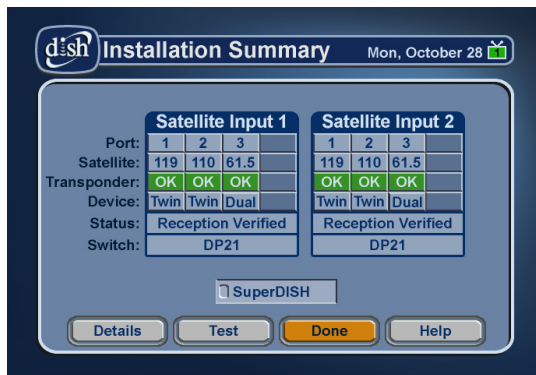 dish Installation Summary Mon, October 28 1
Satellite Input 1 Satellite Input 2
Port: 1 2 3 1 2 3
Satellite: 119 110 61.5 119 110 61.5
Transponder: OK OK OK OK OK OK
Device: Twin Twin Dual Twin Twin Dual
Status: Reception Verified Reception Verified
Switch: DP21 DP21
SuperDISH
Details Test Done Help